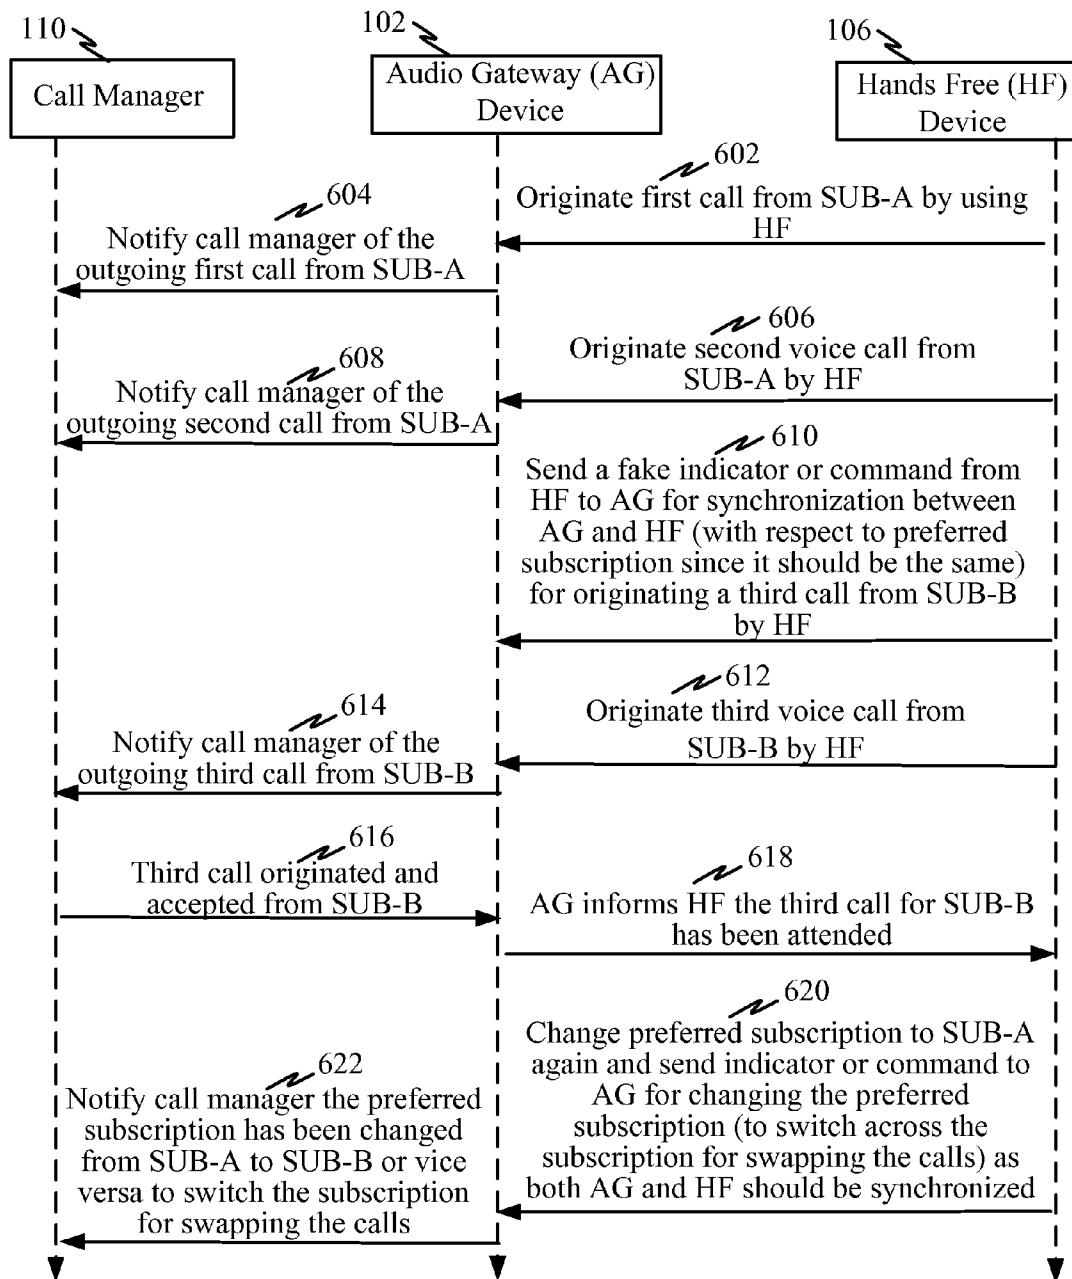 110
102
106
Call Manager
Audio Gateway (AG)
Device
Hands Free (HF)
Device
602
Originate first call from SUB-A by using
HF
604
Notify call manager of the
outgoing first call from SUB-A
606
Originate second voice call from
SUB-A by HF
608
Notify call manager of the
outgoing second call from SUB-A
610
Send a fake indicator or command from
HF to AG for synchronization between
AG and HF (with respect to preferred
subscription since it should be the same)
for originating a third call from SUB-B
by HF
612
Originate third voice call from
SUB-B by HF
614
Notify call manager of the
outgoing third call from SUB-B
616
Third call originated and
accepted from SUB-B
618
AG informs HF the third call for SUB-B
has been attended
620
Change preferred subscription to SUB-A
again and send indicator or command to
AG for changing the preferred
subscription (to switch across the
subscription for swapping the calls) as
both AG and HF should be synchronized
622
Notify call manager the preferred
subscription has been changed
from SUB-A to SUB-B or vice
versa to switch the subscription
for swapping the calls